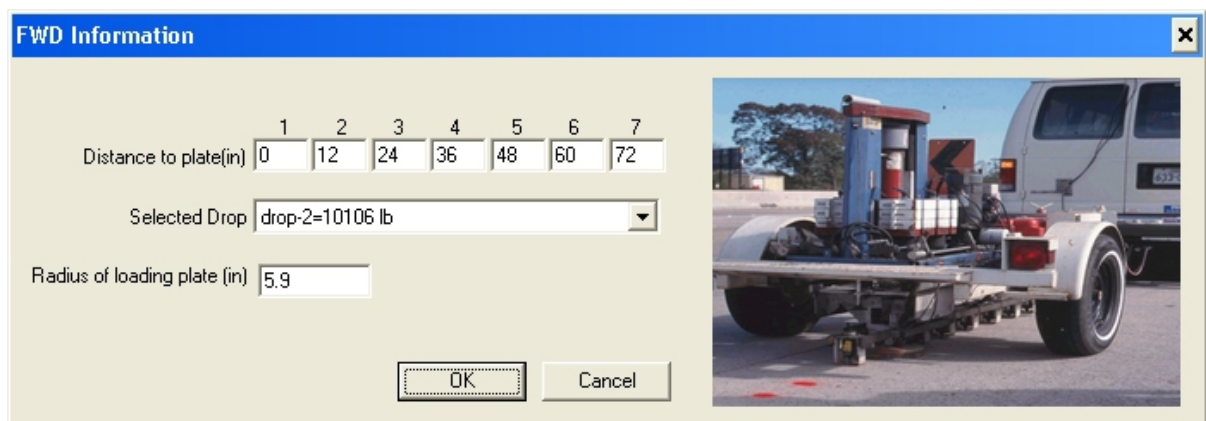 FWD Information
1 2 3 4 5 6 7
Distance to plate(in) 0 12 24 36 48 60 72
Selected Drop drop-2=10106 lb
Radius of loading plate (in) 5.9
OK Cancel